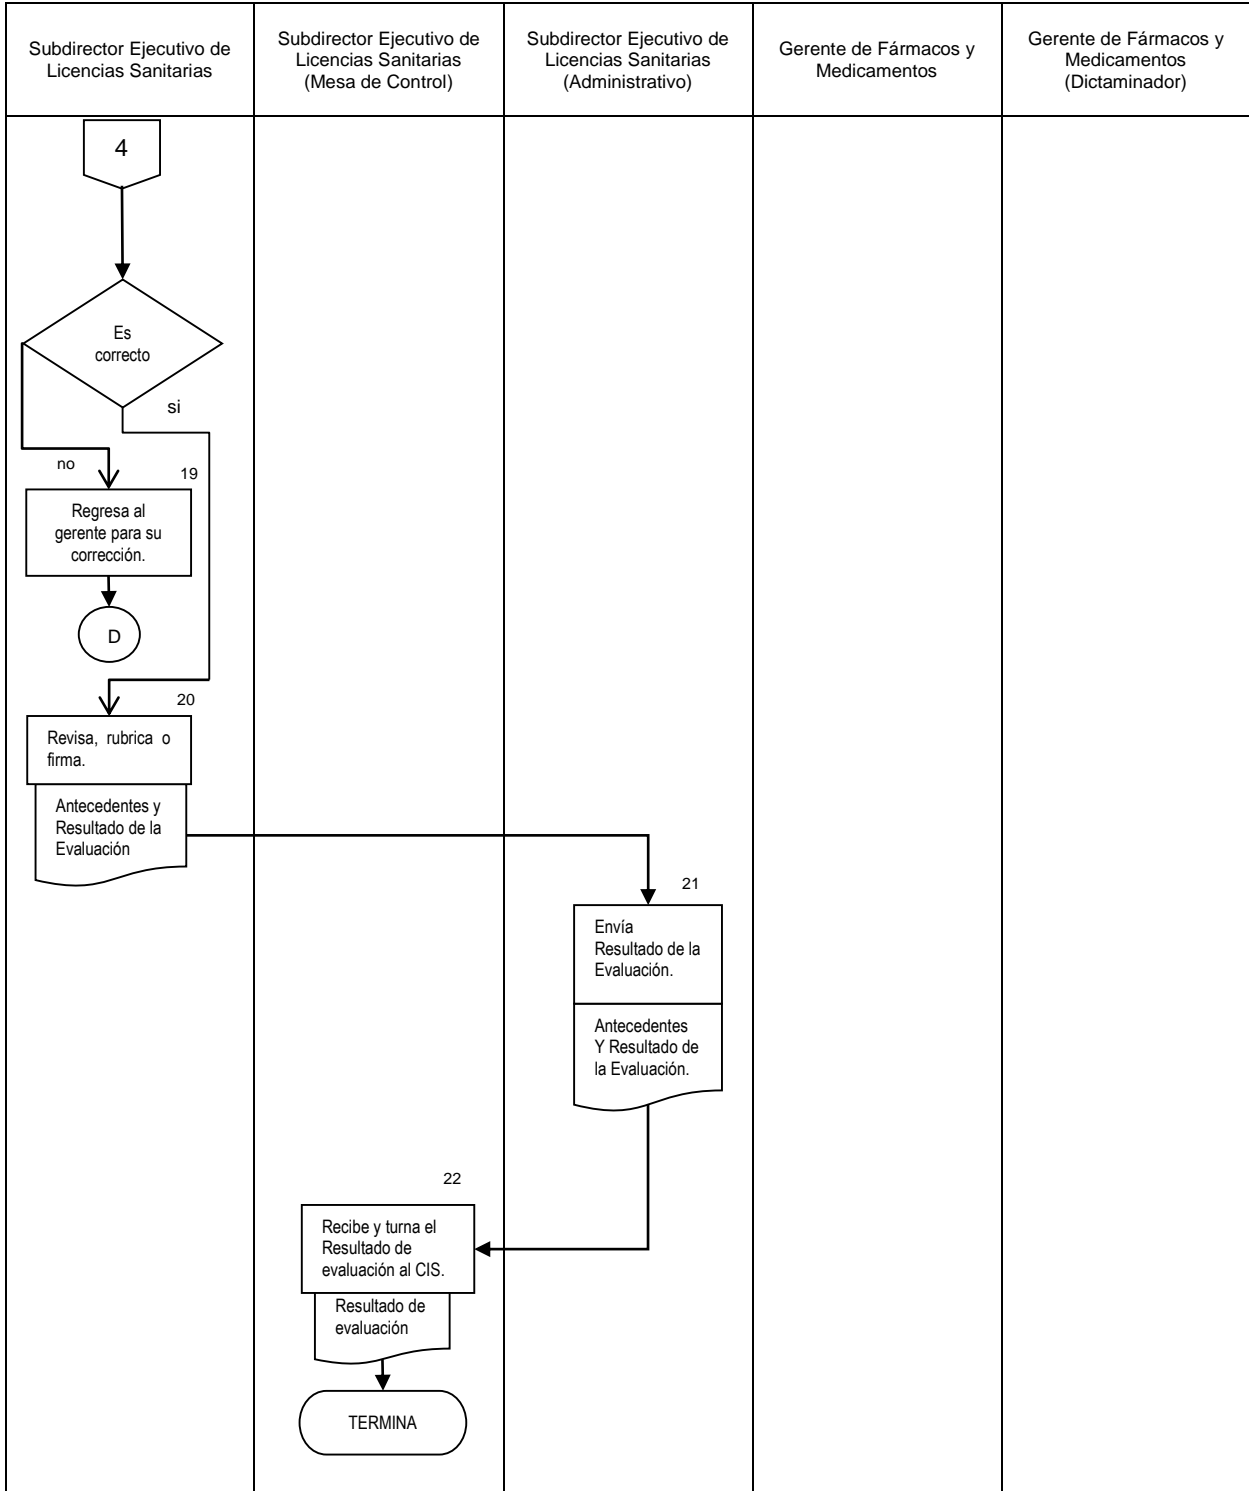 Subdirector Ejecutivo de
Licencias Sanitarias
Subdirector Ejecutivo de
Licencias Sanitarias
(Mesa de Control)
Subdirector Ejecutivo de
Licencias Sanitarias
(Administrativo)
Gerente de Fármacos y
Medicamentos
Gerente de Fármacos y
Medicamentos
(Dictaminador)
4
Es
correcto
si
no
19
Regresa al
gerente para su
corrección.
D
20
Revisa, rubrica o
firma.
Antecedentes y
Resultado de la
Evaluación
21
Envía
Resultado de la
Evaluación.
Antecedentes
Y Resultado de
la Evaluación.
22
Recibe y turna el
Resultado de
evaluación al CIS.
Resultado de
evaluación
TERMINA